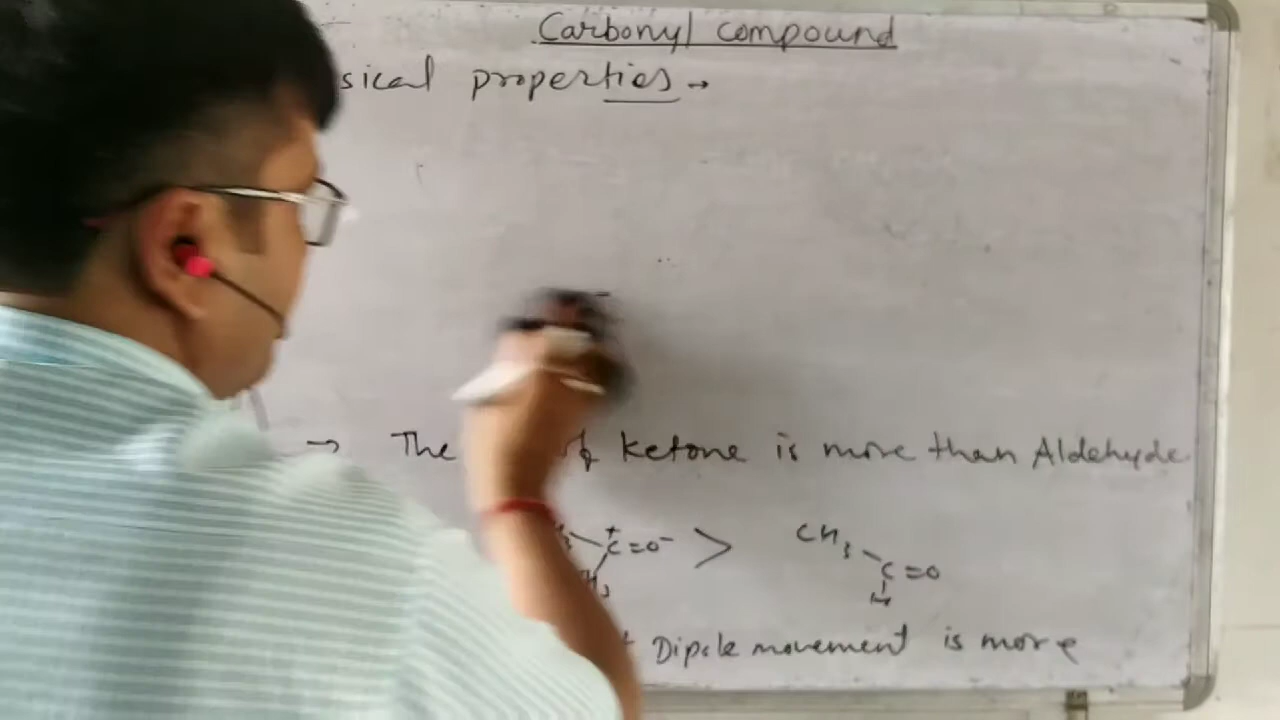 Carbonyl compound
sical properties →
→ The of ketone is more than Aldehyde
C=O⁻ > CH₃
C=O
H
Dipole movement is more